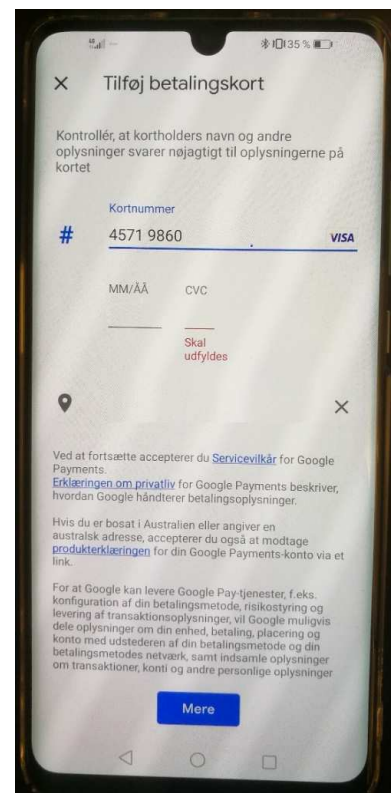 35 %
× Tilføj betalingskort
Kontrollér, at kortholders navn og andre
oplysninger svarer nøjagtigt til oplysningerne på
kortet
Kortnummer
# 4571 9860 VISA
MM/ÅÅ CVC
Skal
udfyldes
Ved at fortsætte accepterer du Servicevilkår for Google
Payments.
Erklæringen om privatliv for Google Payments beskriver,
hvordan Google håndterer betalingsoplysninger.
Hvis du er bosat i Australien eller angiver en
australsk adresse, accepterer du også at modtage
produkterklæringen for din Google Payments-konto via et
link.
For at Google kan levere Google Pay-tjenester, f.eks.
konfiguration af din betalingsmetode, risikostyring og
levering af transaktionsoplysninger, vil Google muligvis
dele oplysninger om din enhed, betaling, placering og
konto med udstederen af din betalingsmetode og din
betalingsmetodes netværk, samt indsamle oplysninger
om transaktioner, konti og andre personlige oplysninger
Mere